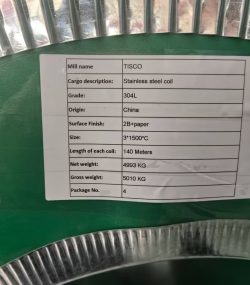 Mill name TISCO
Cargo description: Stainless steel coil
Grade: 304L
Origin: China
Surface Finish: 2B+paper
Size: 3*1500*C
Length of each coil: 140 Meters
Net weight: 4993 KG
Gross weight: 5010 KG
Package No. 4